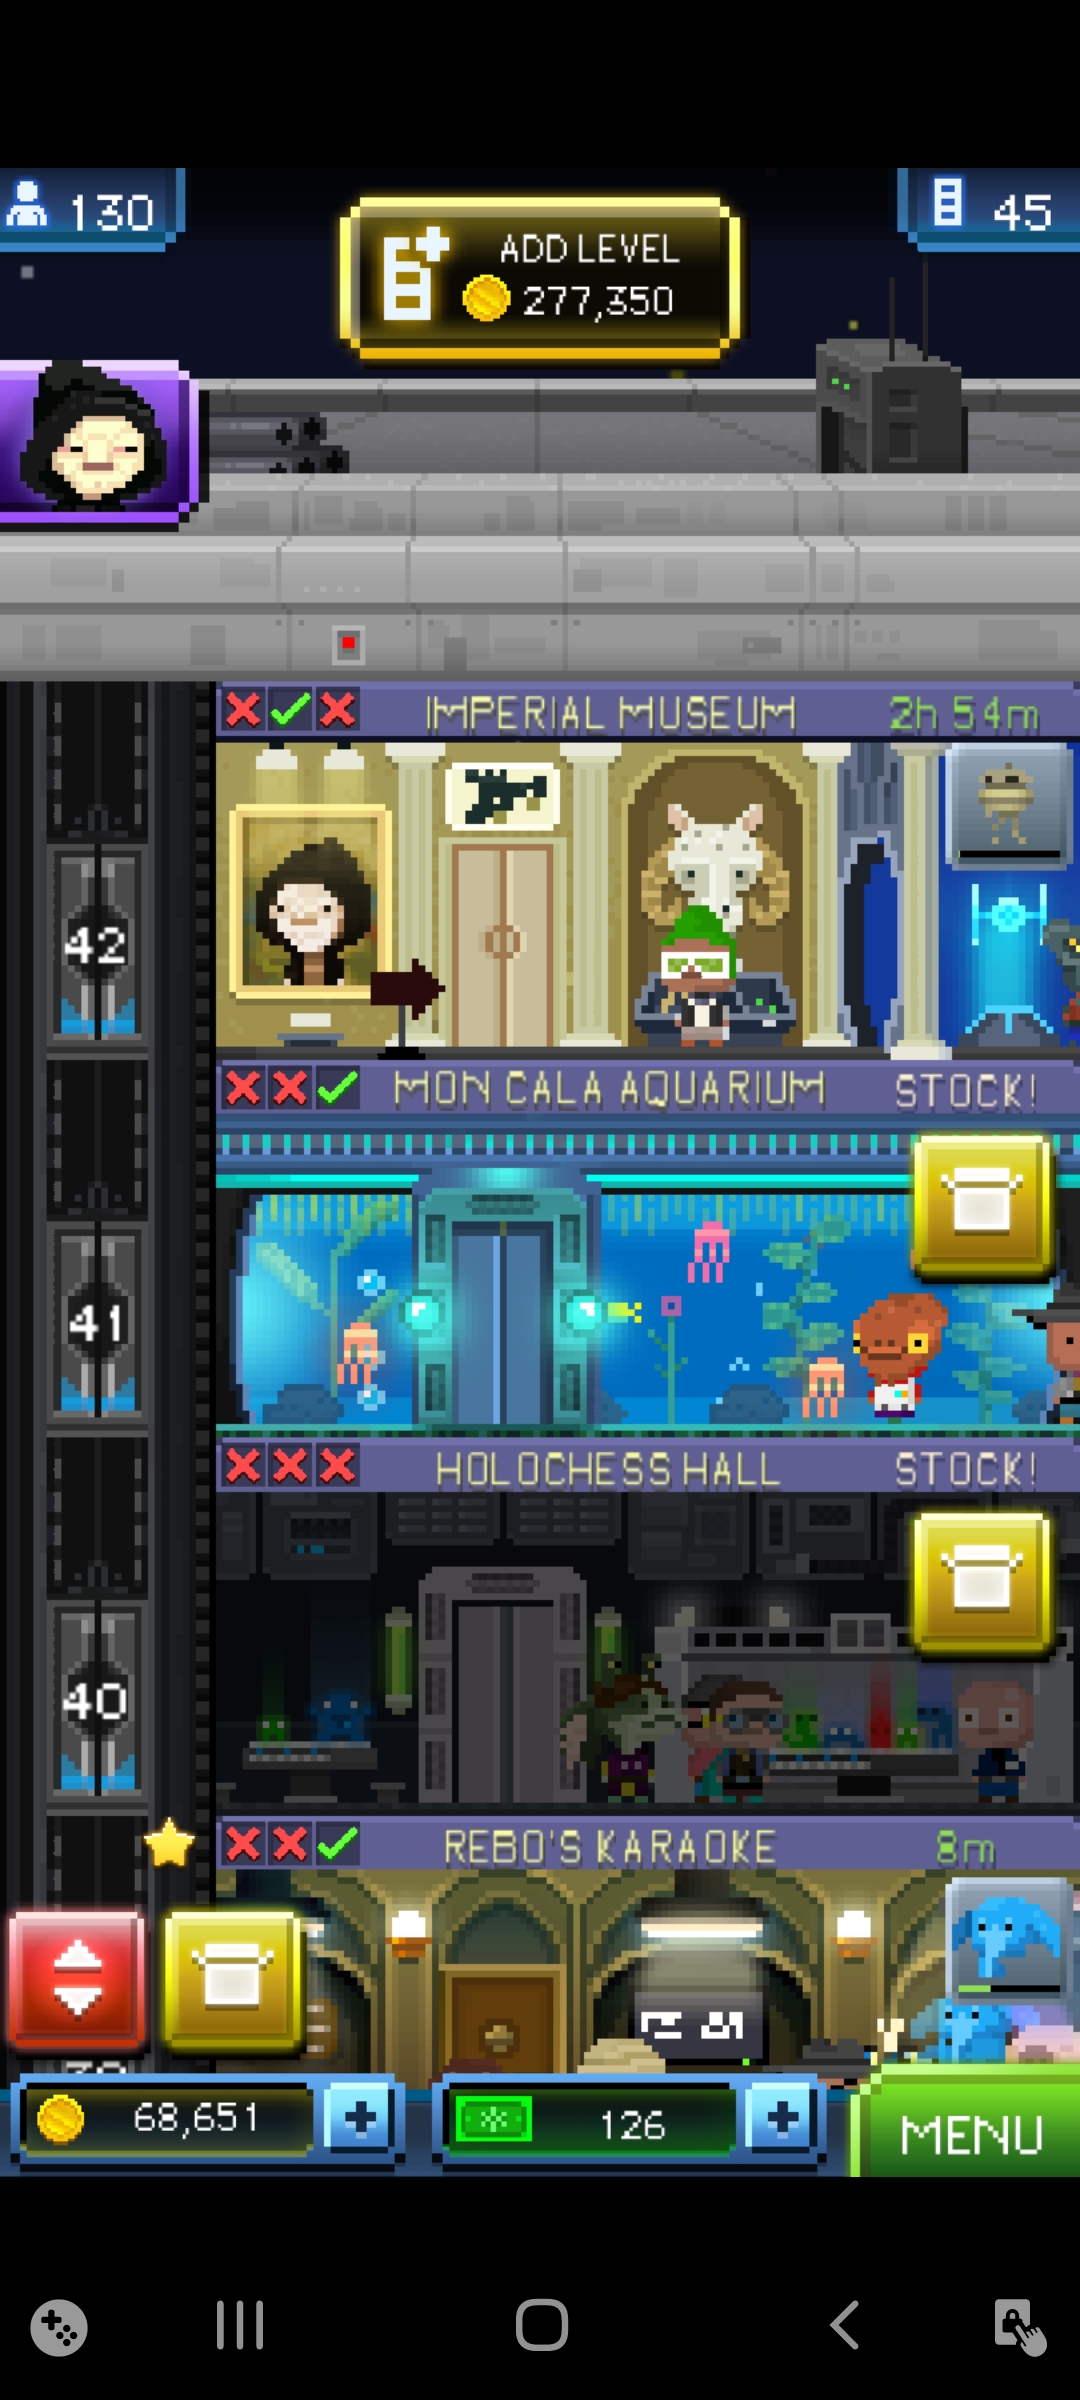 130
ADD LEVEL
277,350
45
IMPERIAL MUSEUM 2h 54m
42
MON CALA AQUARIUM STOCK!
41
HOLOCHESS HALL STOCK!
40
REBO'S KARAOKE 8m
68,651
126
MENU